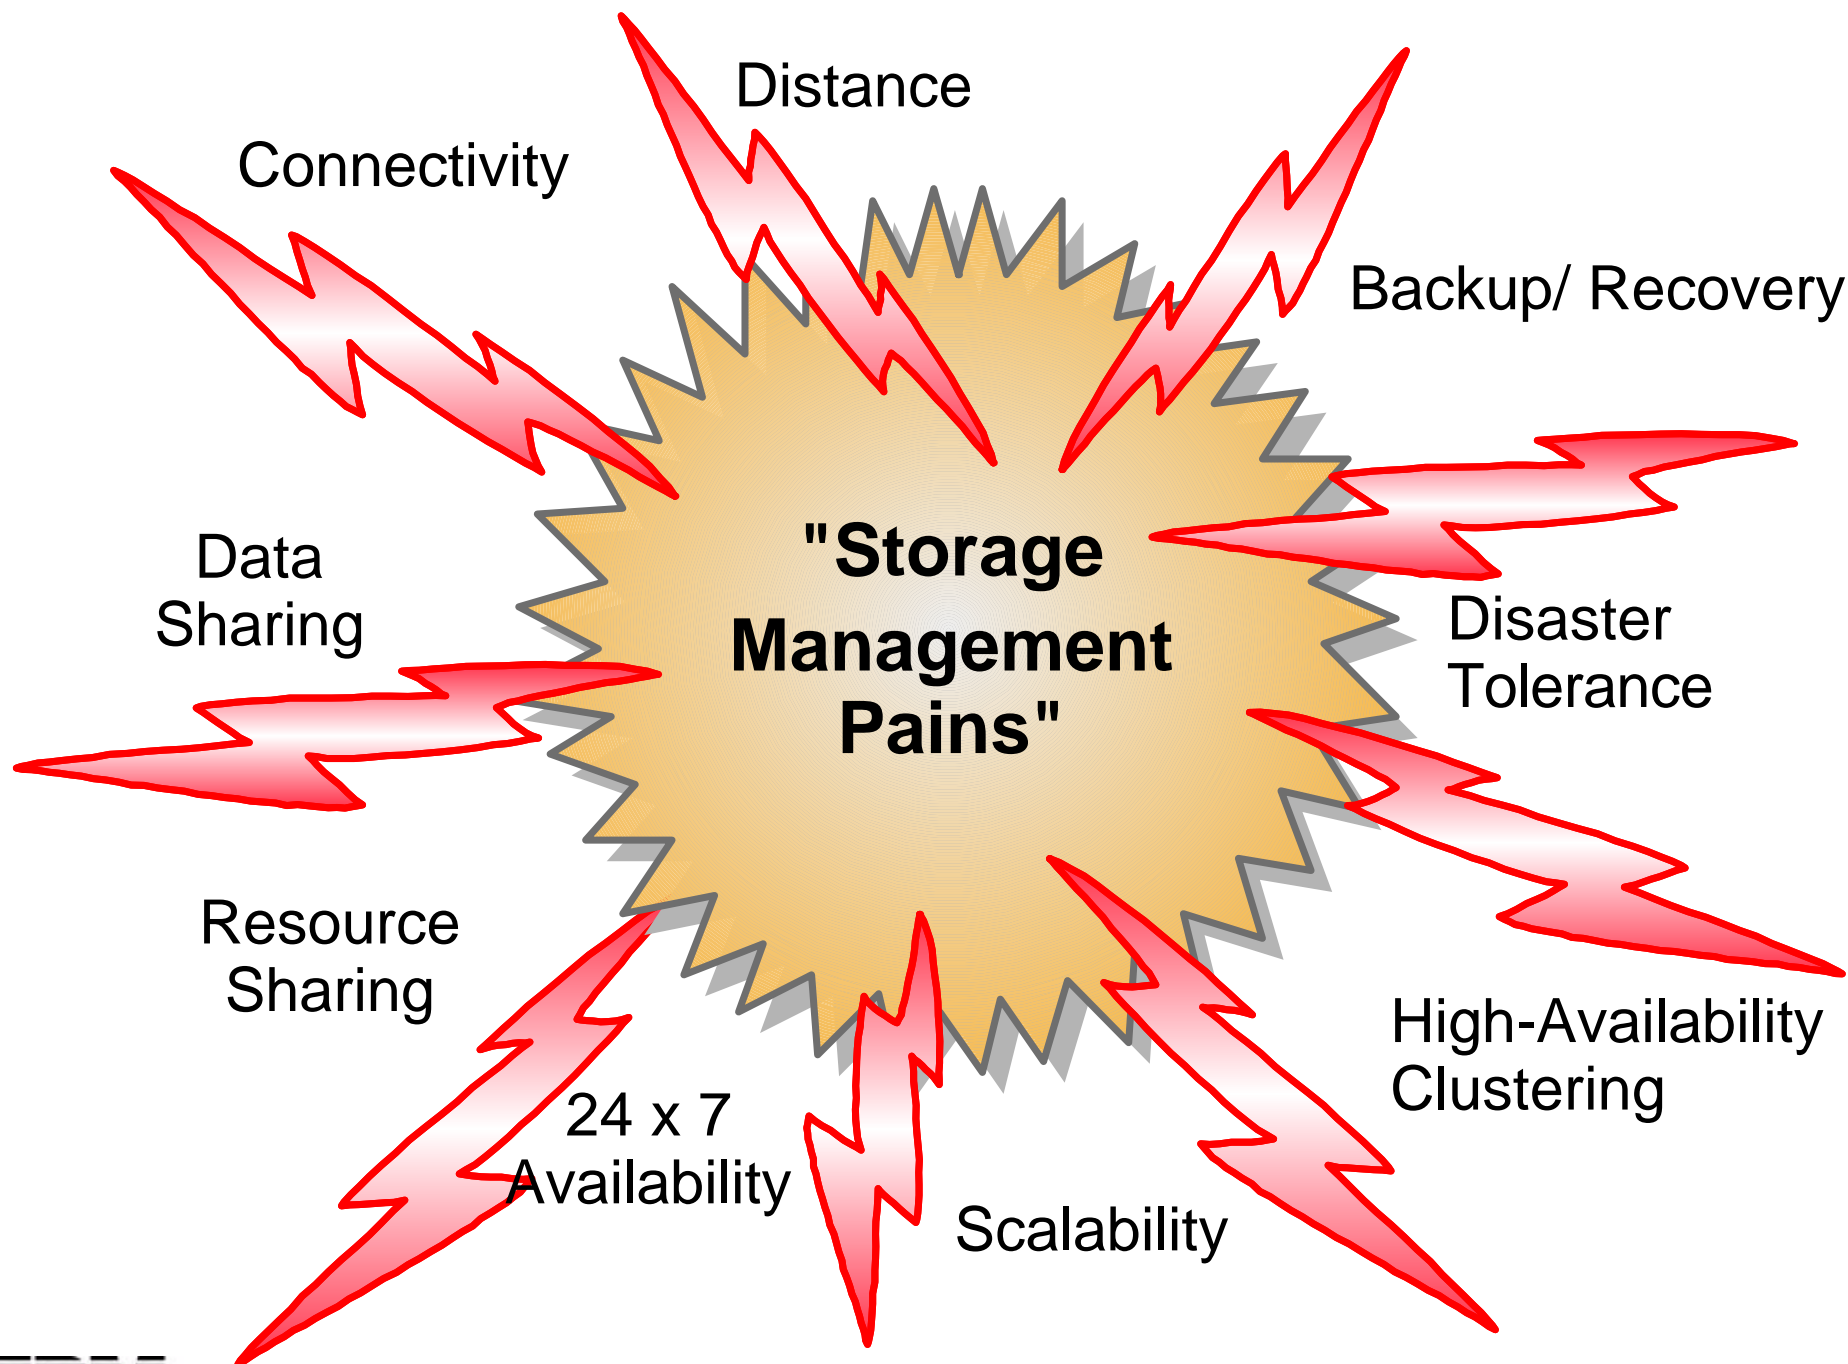 Distance
Connectivity
Backup/ Recovery
"Storage
Management
Pains"
Data
Sharing
Disaster
Tolerance
Resource
Sharing
High-Availability
Clustering
24 x 7
Availability
Scalability